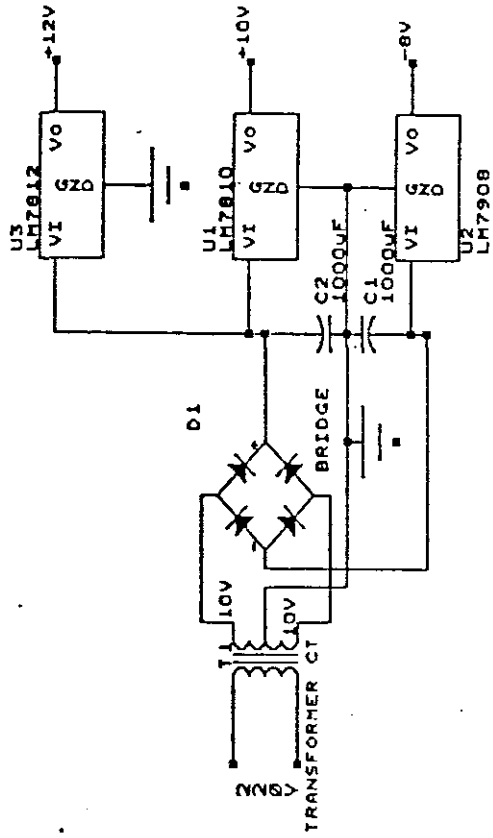 U3
LM7812
VI
VO
GND
+12V
U1
LM7810
VI
VO
GND
+10V
VI
VO
GND
U2
LM7908
-8V
C2
1000uF
C1
1000uF
D1
BRIDGE
+
-
T1
10V
10V
220V
TRANSFORMER CT